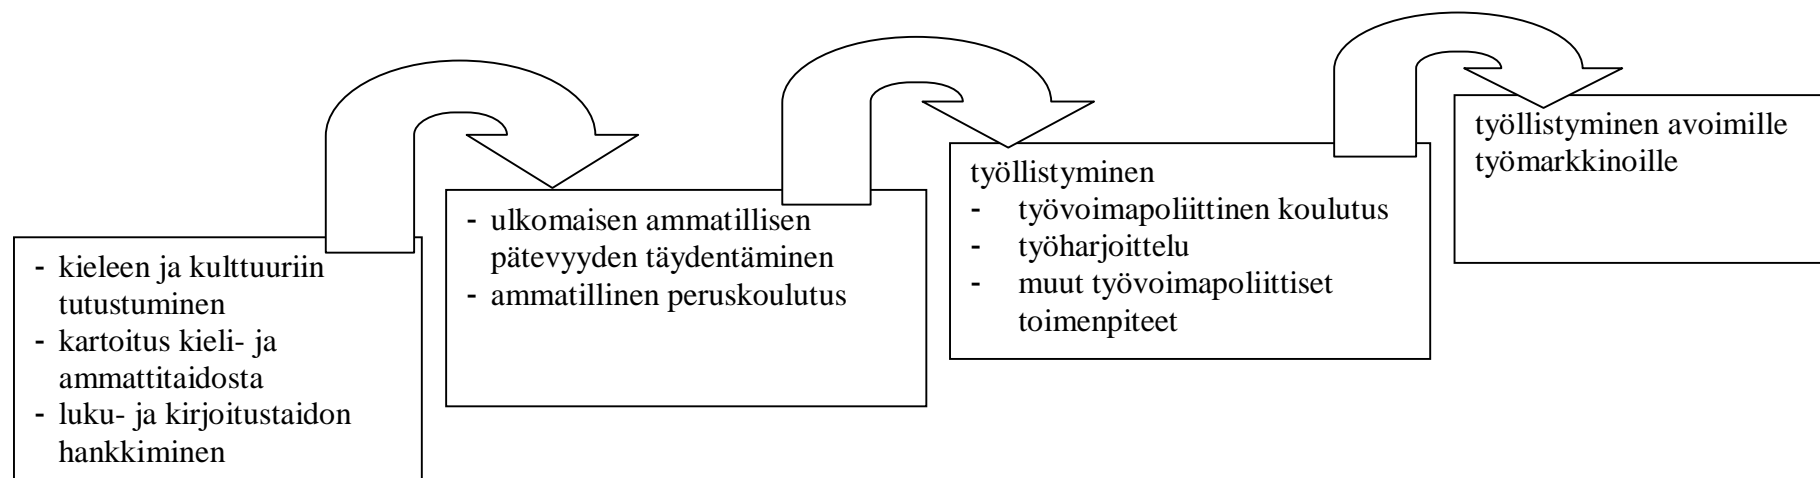 - kieleen ja kulttuuriin
tutustuminen
- kartoitus kieli- ja
ammattitaidosta
- luku- ja kirjoitustaidon
hankkiminen
- ulkomaisen ammatillisen
pätevyyden täydentäminen
- ammatillinen peruskoulutus
työllistyminen
- työvoimapoliittinen koulutus
- työharjoittelu
- muut työvoimapoliittiset
toimenpiteet
työllistyminen avoimille
työmarkkinoille